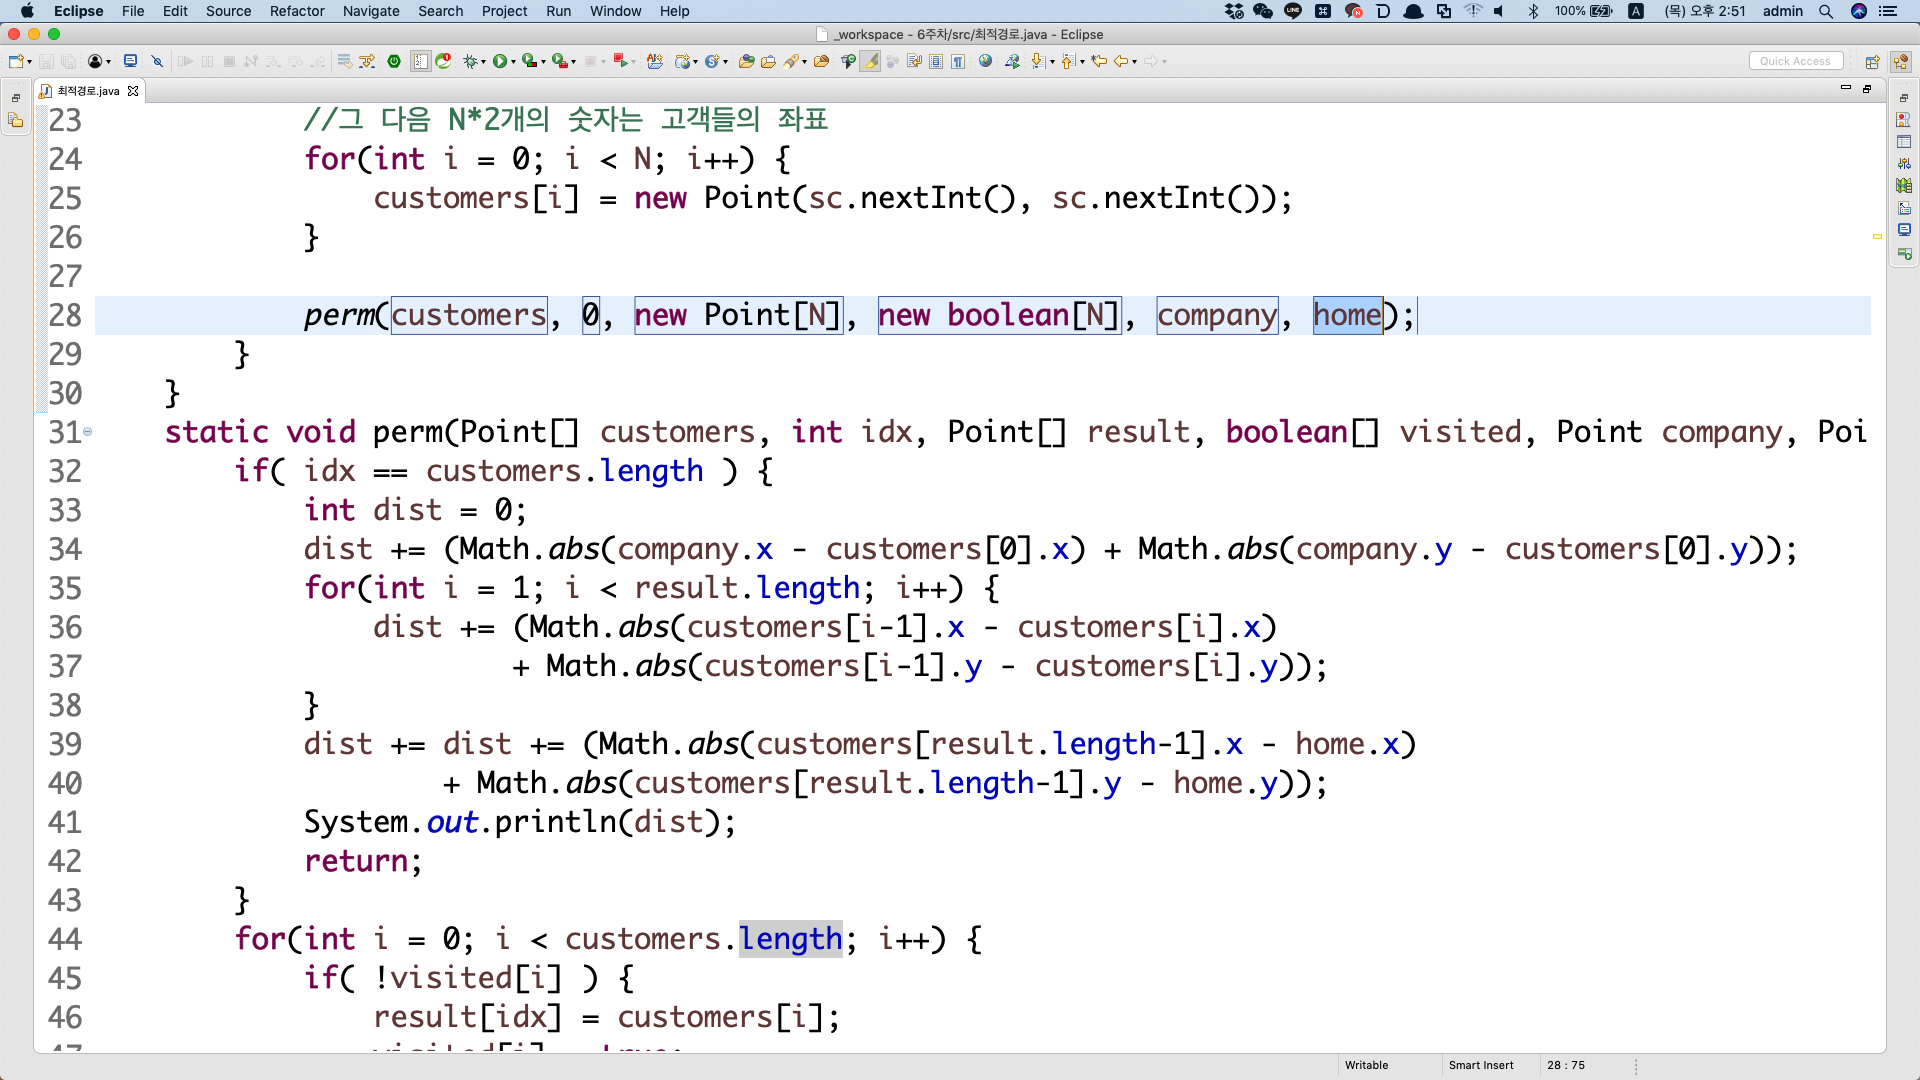 Eclipse File Edit Source Refactor Navigate Search Project Run Window Help 100% A (목) 오후 2:51 admin
_workspace - 6주차/src/최적경로.java - Eclipse
Quick Access
최적경로.java
23 //그 다음 N*2개의 숫자는 고객들의 좌표
24 for(int i = 0; i < N; i++) {
25 customers[i] = new Point(sc.nextInt(), sc.nextInt());
26 }
27
28 perm(customers, 0, new Point[N], new boolean[N], company, home);
29 }
30 }
31 static void perm(Point[] customers, int idx, Point[] result, boolean[] visited, Point company, Poi
32 if( idx == customers.length ) {
33 int dist = 0;
34 dist += (Math.abs(company.x - customers[0].x) + Math.abs(company.y - customers[0].y));
35 for(int i = 1; i < result.length; i++) {
36 dist += (Math.abs(customers[i-1].x - customers[i].x)
37 + Math.abs(customers[i-1].y - customers[i].y));
38 }
39 dist += dist += (Math.abs(customers[result.length-1].x - home.x)
40 + Math.abs(customers[result.length-1].y - home.y));
41 System.out.println(dist);
42 return;
43 }
44 for(int i = 0; i < customers.length; i++) {
45 if( !visited[i] ) {
46 result[idx] = customers[i];
Writable Smart Insert 28 : 75